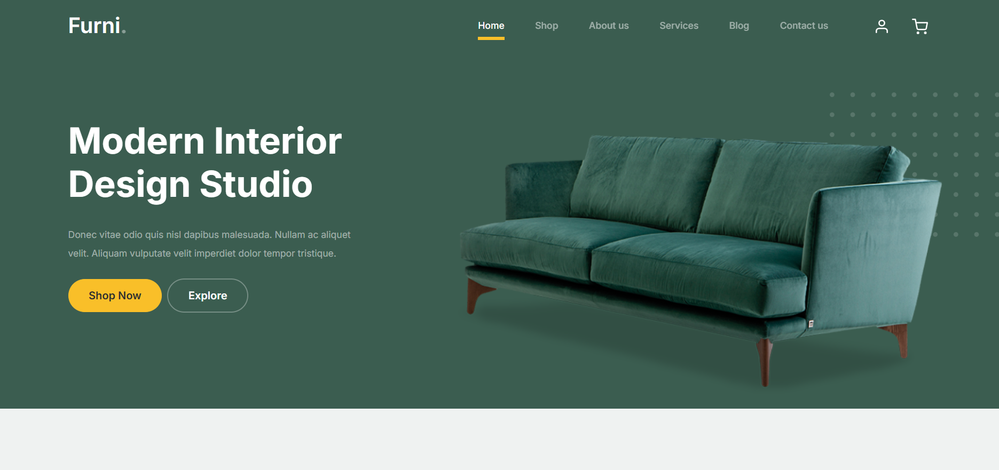 Furni.
Home
Shop
About us
Services
Blog
Contact us
Modern Interior
Design Studio
Donec vitae odio quis nisl dapibus malesuada. Nullam ac aliquet
velit. Aliquam vulputate velit imperdiet dolor tempor tristique.
Shop Now
Explore